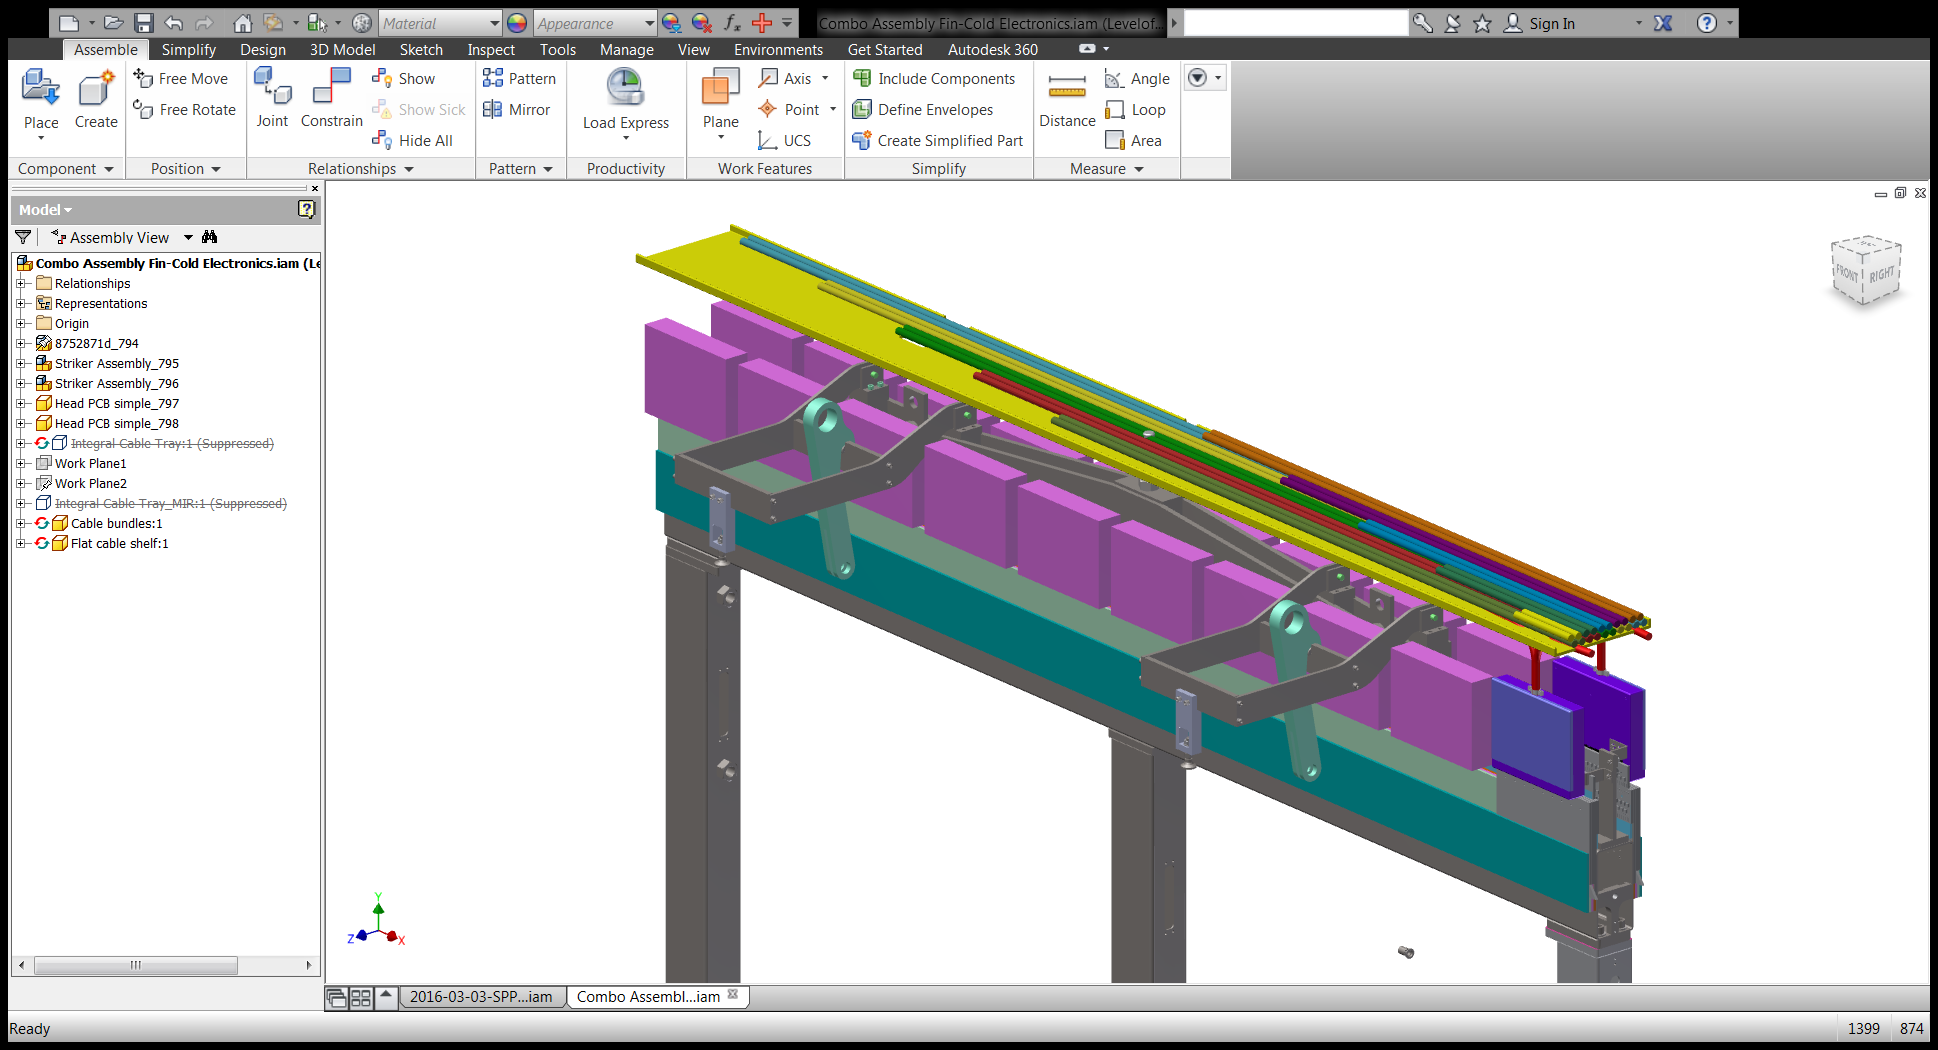 Material
Appearance
Combo Assembly Fin-Cold Electronics.iam (Levelof...
Sign In
Assemble Simplify Design 3D Model Sketch Inspect Tools Manage View Environments Get Started Autodesk 360
Place
Create
Component
Free Move
Free Rotate
Position
Joint
Constrain
Show
Show Sick
Hide All
Relationships
Pattern
Mirror
Pattern
Load Express
Productivity
Plane
Axis
Point
UCS
Work Features
Include Components
Define Envelopes
Create Simplified Part
Simplify
Distance
Angle
Loop
Area
Measure
Model
Assembly View
Combo Assembly Fin-Cold Electronics.iam (Le
Relationships
Representations
Origin
8752871d_794
Striker Assembly_795
Striker Assembly_796
Head PCB simple_797
Head PCB simple_798
Integral Cable Tray:1 (Suppressed)
Work Plane1
Work Plane2
Integral Cable Tray_MIR:1 (Suppressed)
Cable bundles:1
Flat cable shelf:1
FRONT
RIGHT
Y
Z
X
2016-03-03-SPP...iam
Combo Assembl...iam
Ready
1399 874